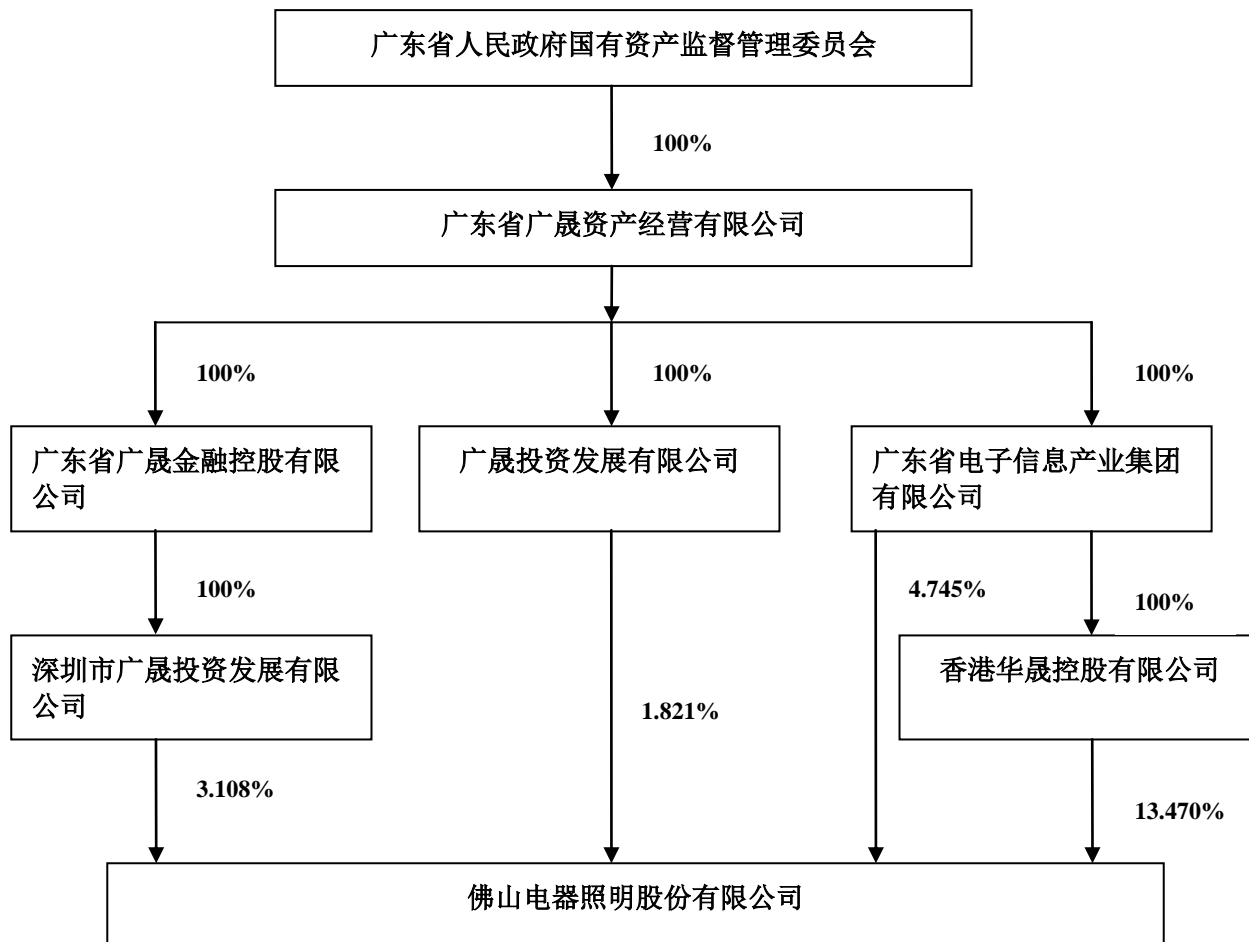 广东省人民政府国有资产监督管理委员会
100%
广东省广晟资产经营有限公司
100%
100%
100%
广东省广晟金融控股有限
公司
广晟投资发展有限公司
广东省电子信息产业集团
有限公司
100%
4.745%
100%
深圳市广晟投资发展有限
公司
1.821%
香港华晟控股有限公司
3.108%
13.470%
佛山电器照明股份有限公司